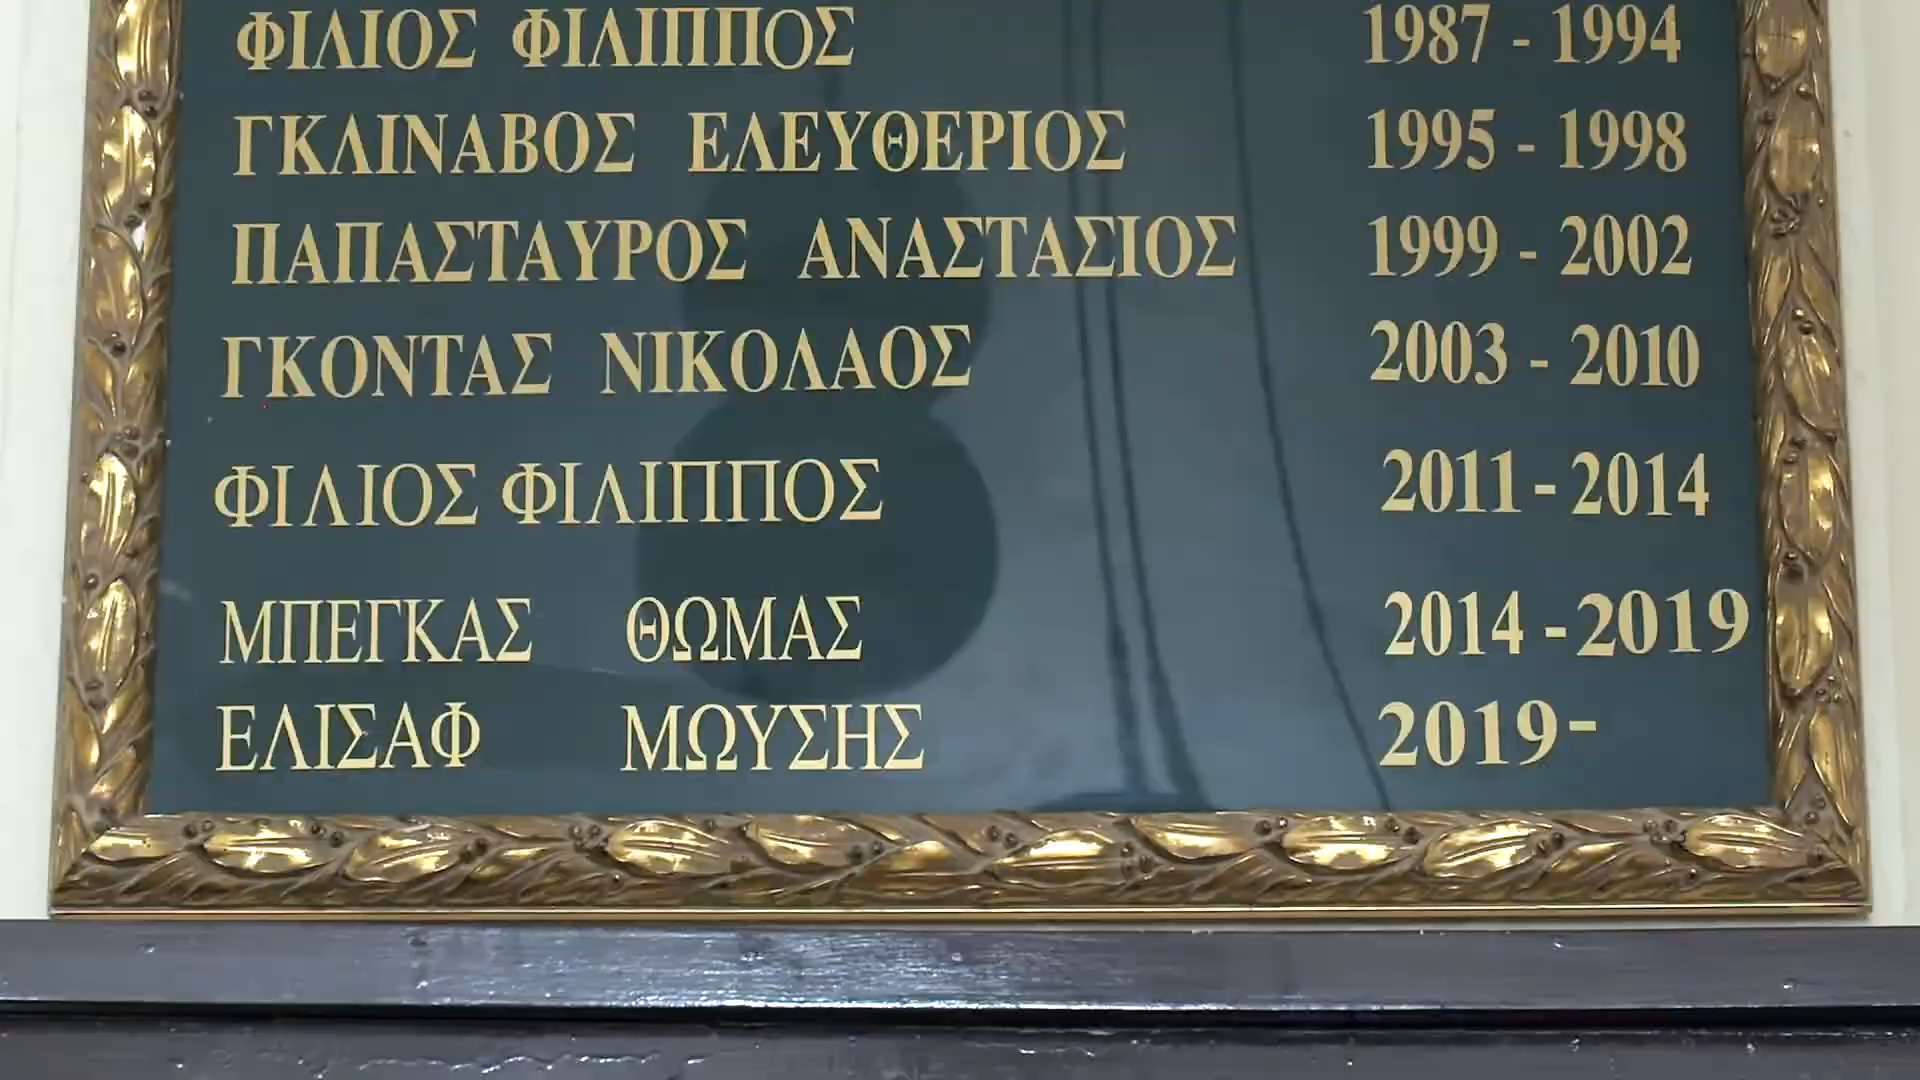 ΦΙΛΙΟΣ ΦΙΛΙΠΠΟΣ 1987 - 1994
ΓΚΛΙΝΑΒΟΣ ΕΛΕΥΘΕΡΙΟΣ 1995 - 1998
ΠΑΠΑΣΤΑΥΡΟΣ ΑΝΑΣΤΑΣΙΟΣ 1999 - 2002
ΓΚΟΝΤΑΣ ΝΙΚΟΛΑΟΣ 2003 - 2010
ΦΙΛΙΟΣ ΦΙΛΙΠΠΟΣ 2011 - 2014
ΜΠΕΓΚΑΣ ΘΩΜΑΣ 2014 - 2019
ΕΛΙΣΑΦ ΜΩΥΣΗΣ 2019 -